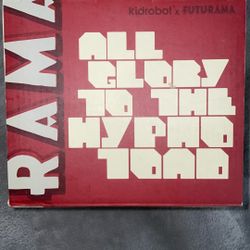 kidrobot x FUTURAMA
ALL
GLORY
TO THE
HYPNO
TOAD
RAMA